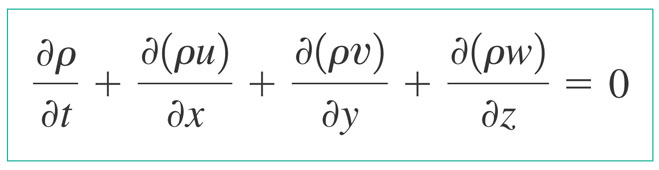 ∂ρ/∂t + ∂(ρu)/∂x + ∂(ρv)/∂y + ∂(ρw)/∂z = 0